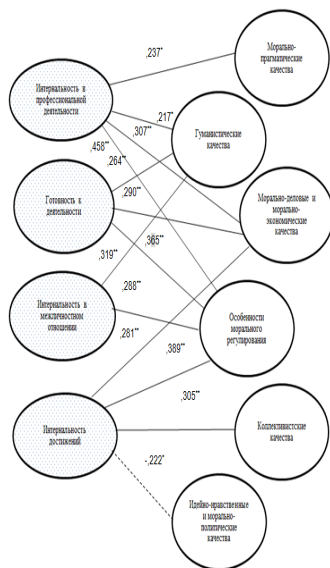 Морально-
прагматические
качества
,237*
Интернальность в
профессиональной
деятельности
,217*
,307**
Гуманистические
качества
,458**
,264**
,290**
Готовность к
деятельности
Морально-деловые и
морально-
экономические
качества
,365**
,319**
,288**
Интернальность в
межличностном
отношении
,281**
,389**
Особенности
морального
регулирования
,305**
Интернальность
достижений
Коллективистские
качества
-,222*
Идейно-нравственные
и морально-
политические
качества